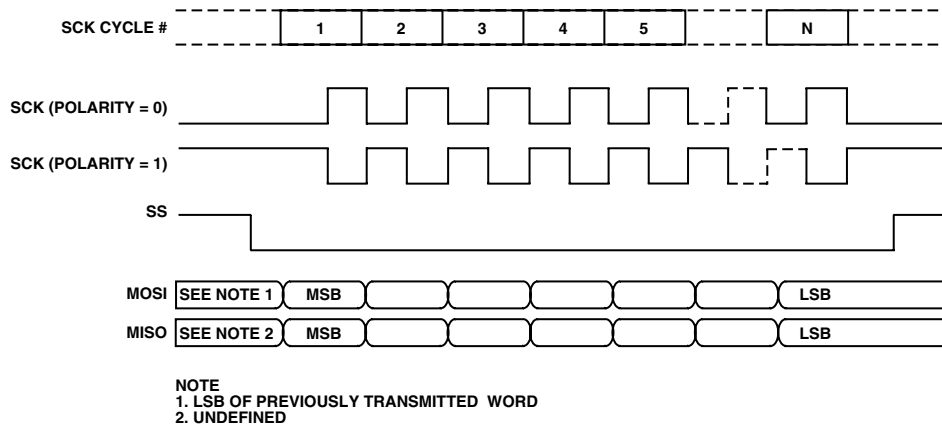 SCK CYCLE # 1 2 3 4 5 N
SCK (POLARITY = 0)
SCK (POLARITY = 1)
SS
MOSI SEE NOTE 1 MSB LSB
MISO SEE NOTE 2 MSB LSB
NOTE
1. LSB OF PREVIOUSLY TRANSMITTED WORD
2. UNDEFINED